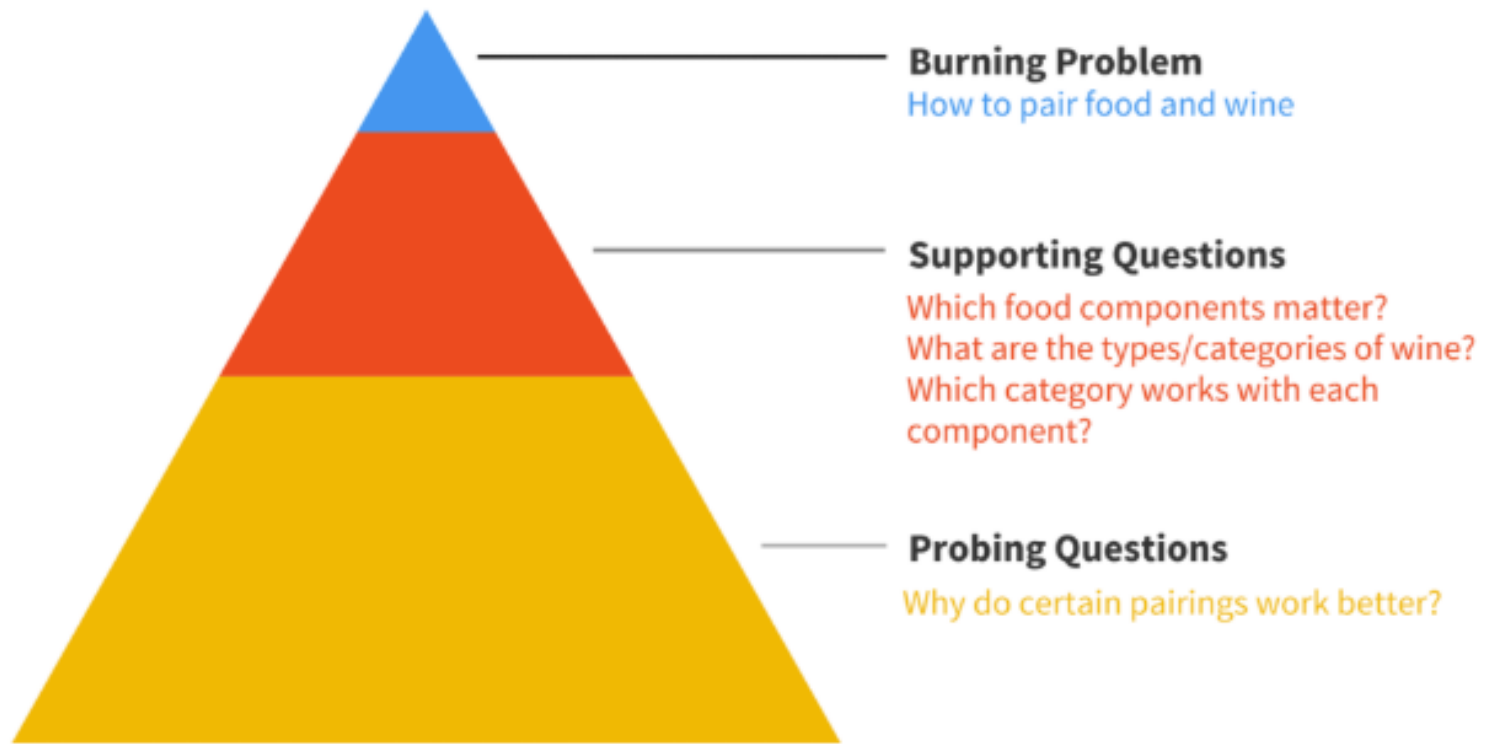 Burning Problem
How to pair food and wine
Supporting Questions
Which food components matter?
What are the types/categories of wine?
Which category works with each
component?
Probing Questions
Why do certain pairings work better?